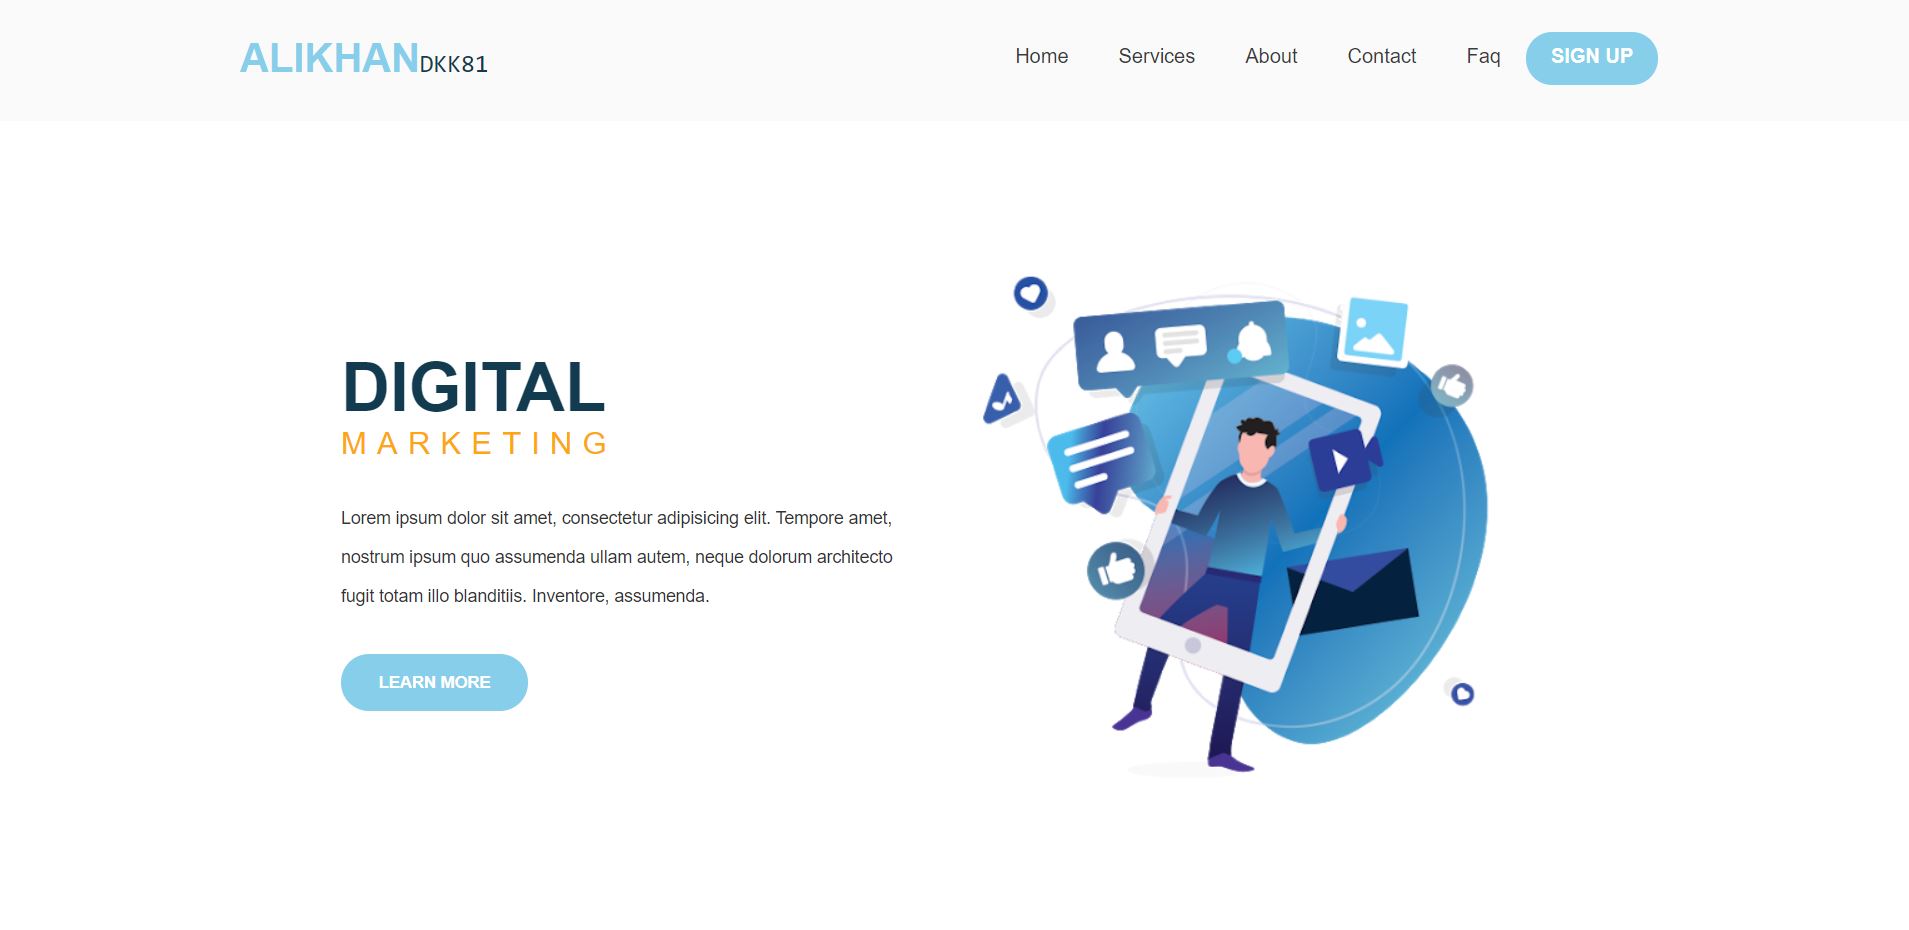 ALIKHANDKK81
Home Services About Contact Faq SIGN UP
DIGITAL
MARKETING
Lorem ipsum dolor sit amet, consectetur adipisicing elit. Tempore amet,
nostrum ipsum quo assumenda ullam autem, neque dolorum architecto
fugit totam illo blanditiis. Inventore, assumenda.
LEARN MORE